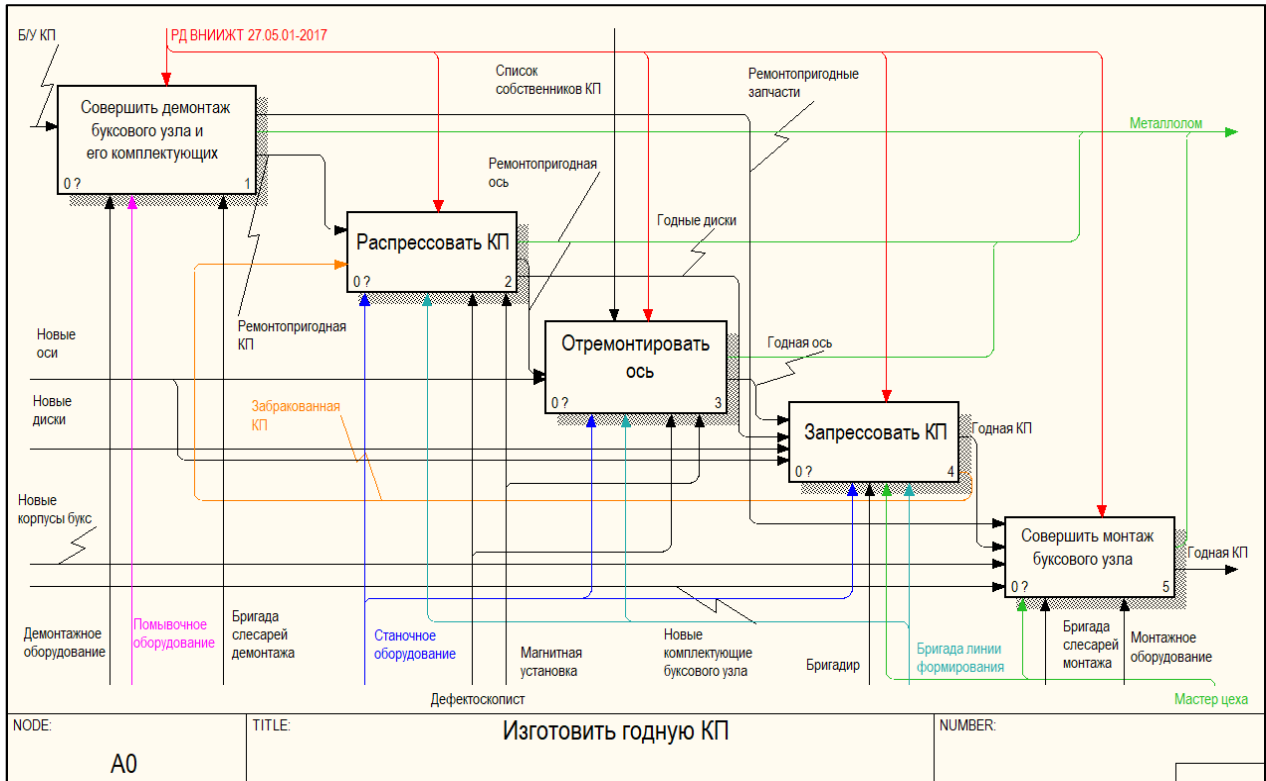 Б/У КП
РД ВНИИЖТ 27.05.01-2017
Список
собственников КП
Ремонтопригодные
запчасти
Совершить демонтаж
буксового узла и
его комплектующих
0 ?
1
Металлолом
Ремонтопригодная
ось
Годные диски
Распрессовать КП
0 ?
2
Ремонтопригодная
КП
Новые
оси
Отремонтировать
ось
0 ?
3
Годная ось
Новые
диски
Забракованная
КП
Запрессовать КП
0 ?
4
Годная КП
Новые
корпусы букс
Совершить монтаж
буксового узла
0 ?
5
Годная КП
Демонтажное
оборудование
Помывочное
оборудование
Бригада
слесарей
демонтажа
Станочное
оборудование
Дефектоскопист
Магнитная
установка
Новые
комплектующие
буксового узла
Бригадир
Бригада линии
формирования
Бригада
слесарей
монтажа
Монтажное
оборудование
Мастер цеха
NODE:
A0
TITLE:
Изготовить годную КП
NUMBER: